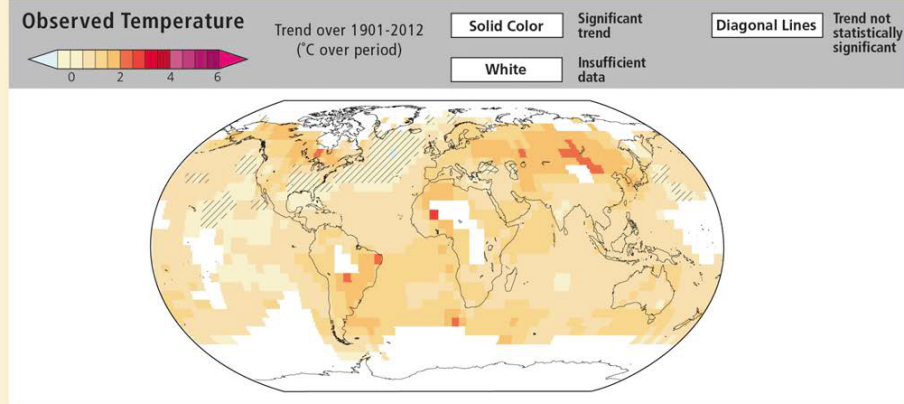 Observed Temperature
0 2 4 6
Trend over 1901-2012
(˚C over period)
Solid Color
Significant
trend
White
Insufficient
data
Diagonal Lines
Trend not
statistically
significant